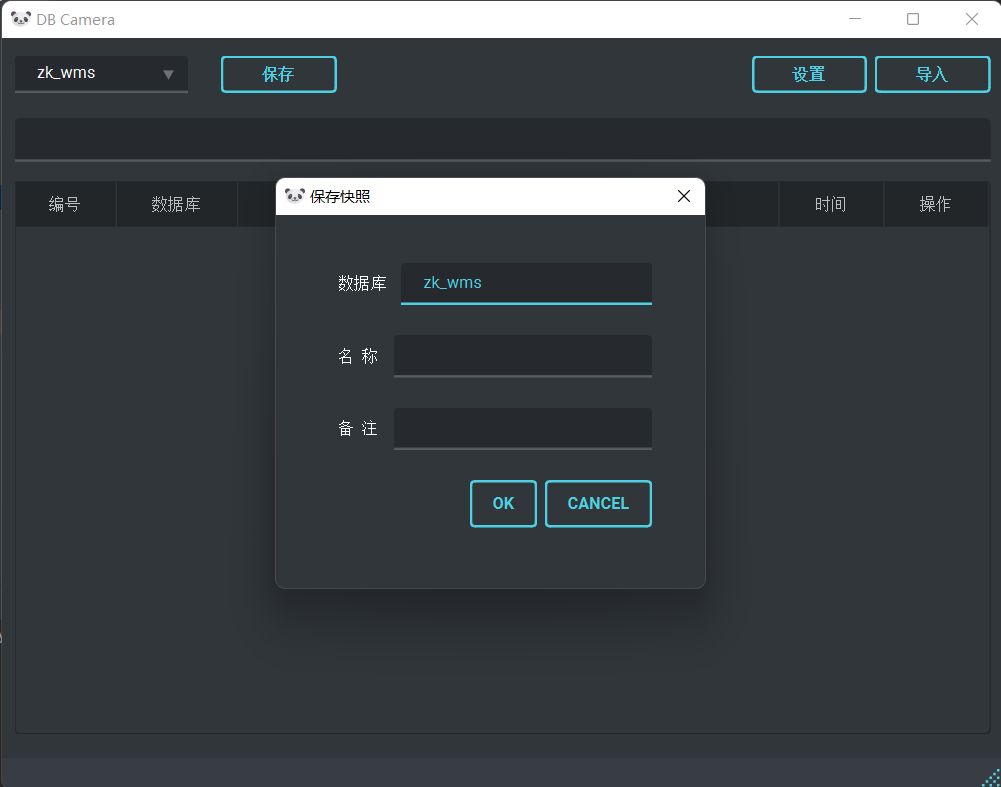 DB Camera
zk_wms
保存
设置
导入
编号
数据库
时间
操作
保存快照
数据库
zk_wms
名 称
备 注
OK
CANCEL